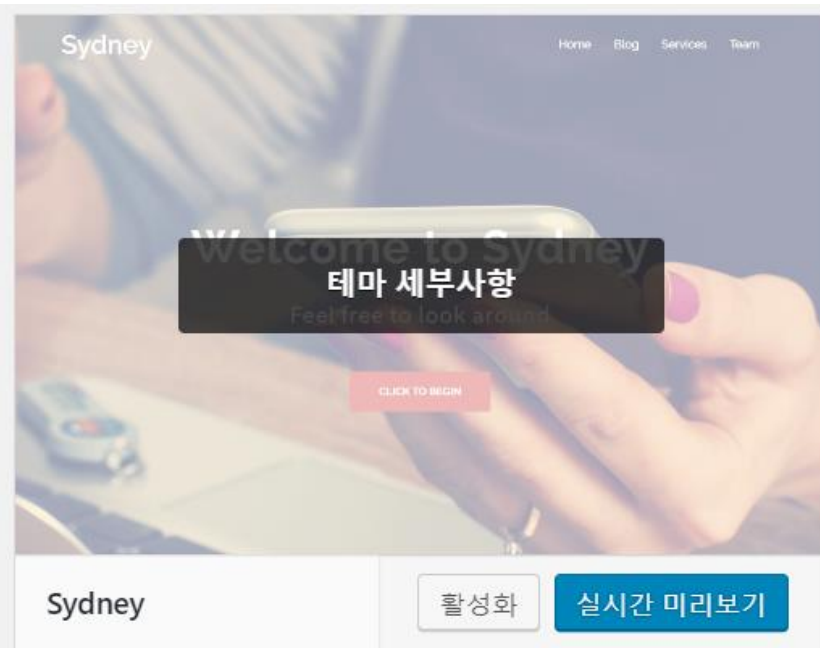 Sydney
Home Blog Services Team
Welcome to Sydney
테마 세부사항
Feel free to look around
CLICK TO BEGIN
Sydney
활성화 실시간 미리보기